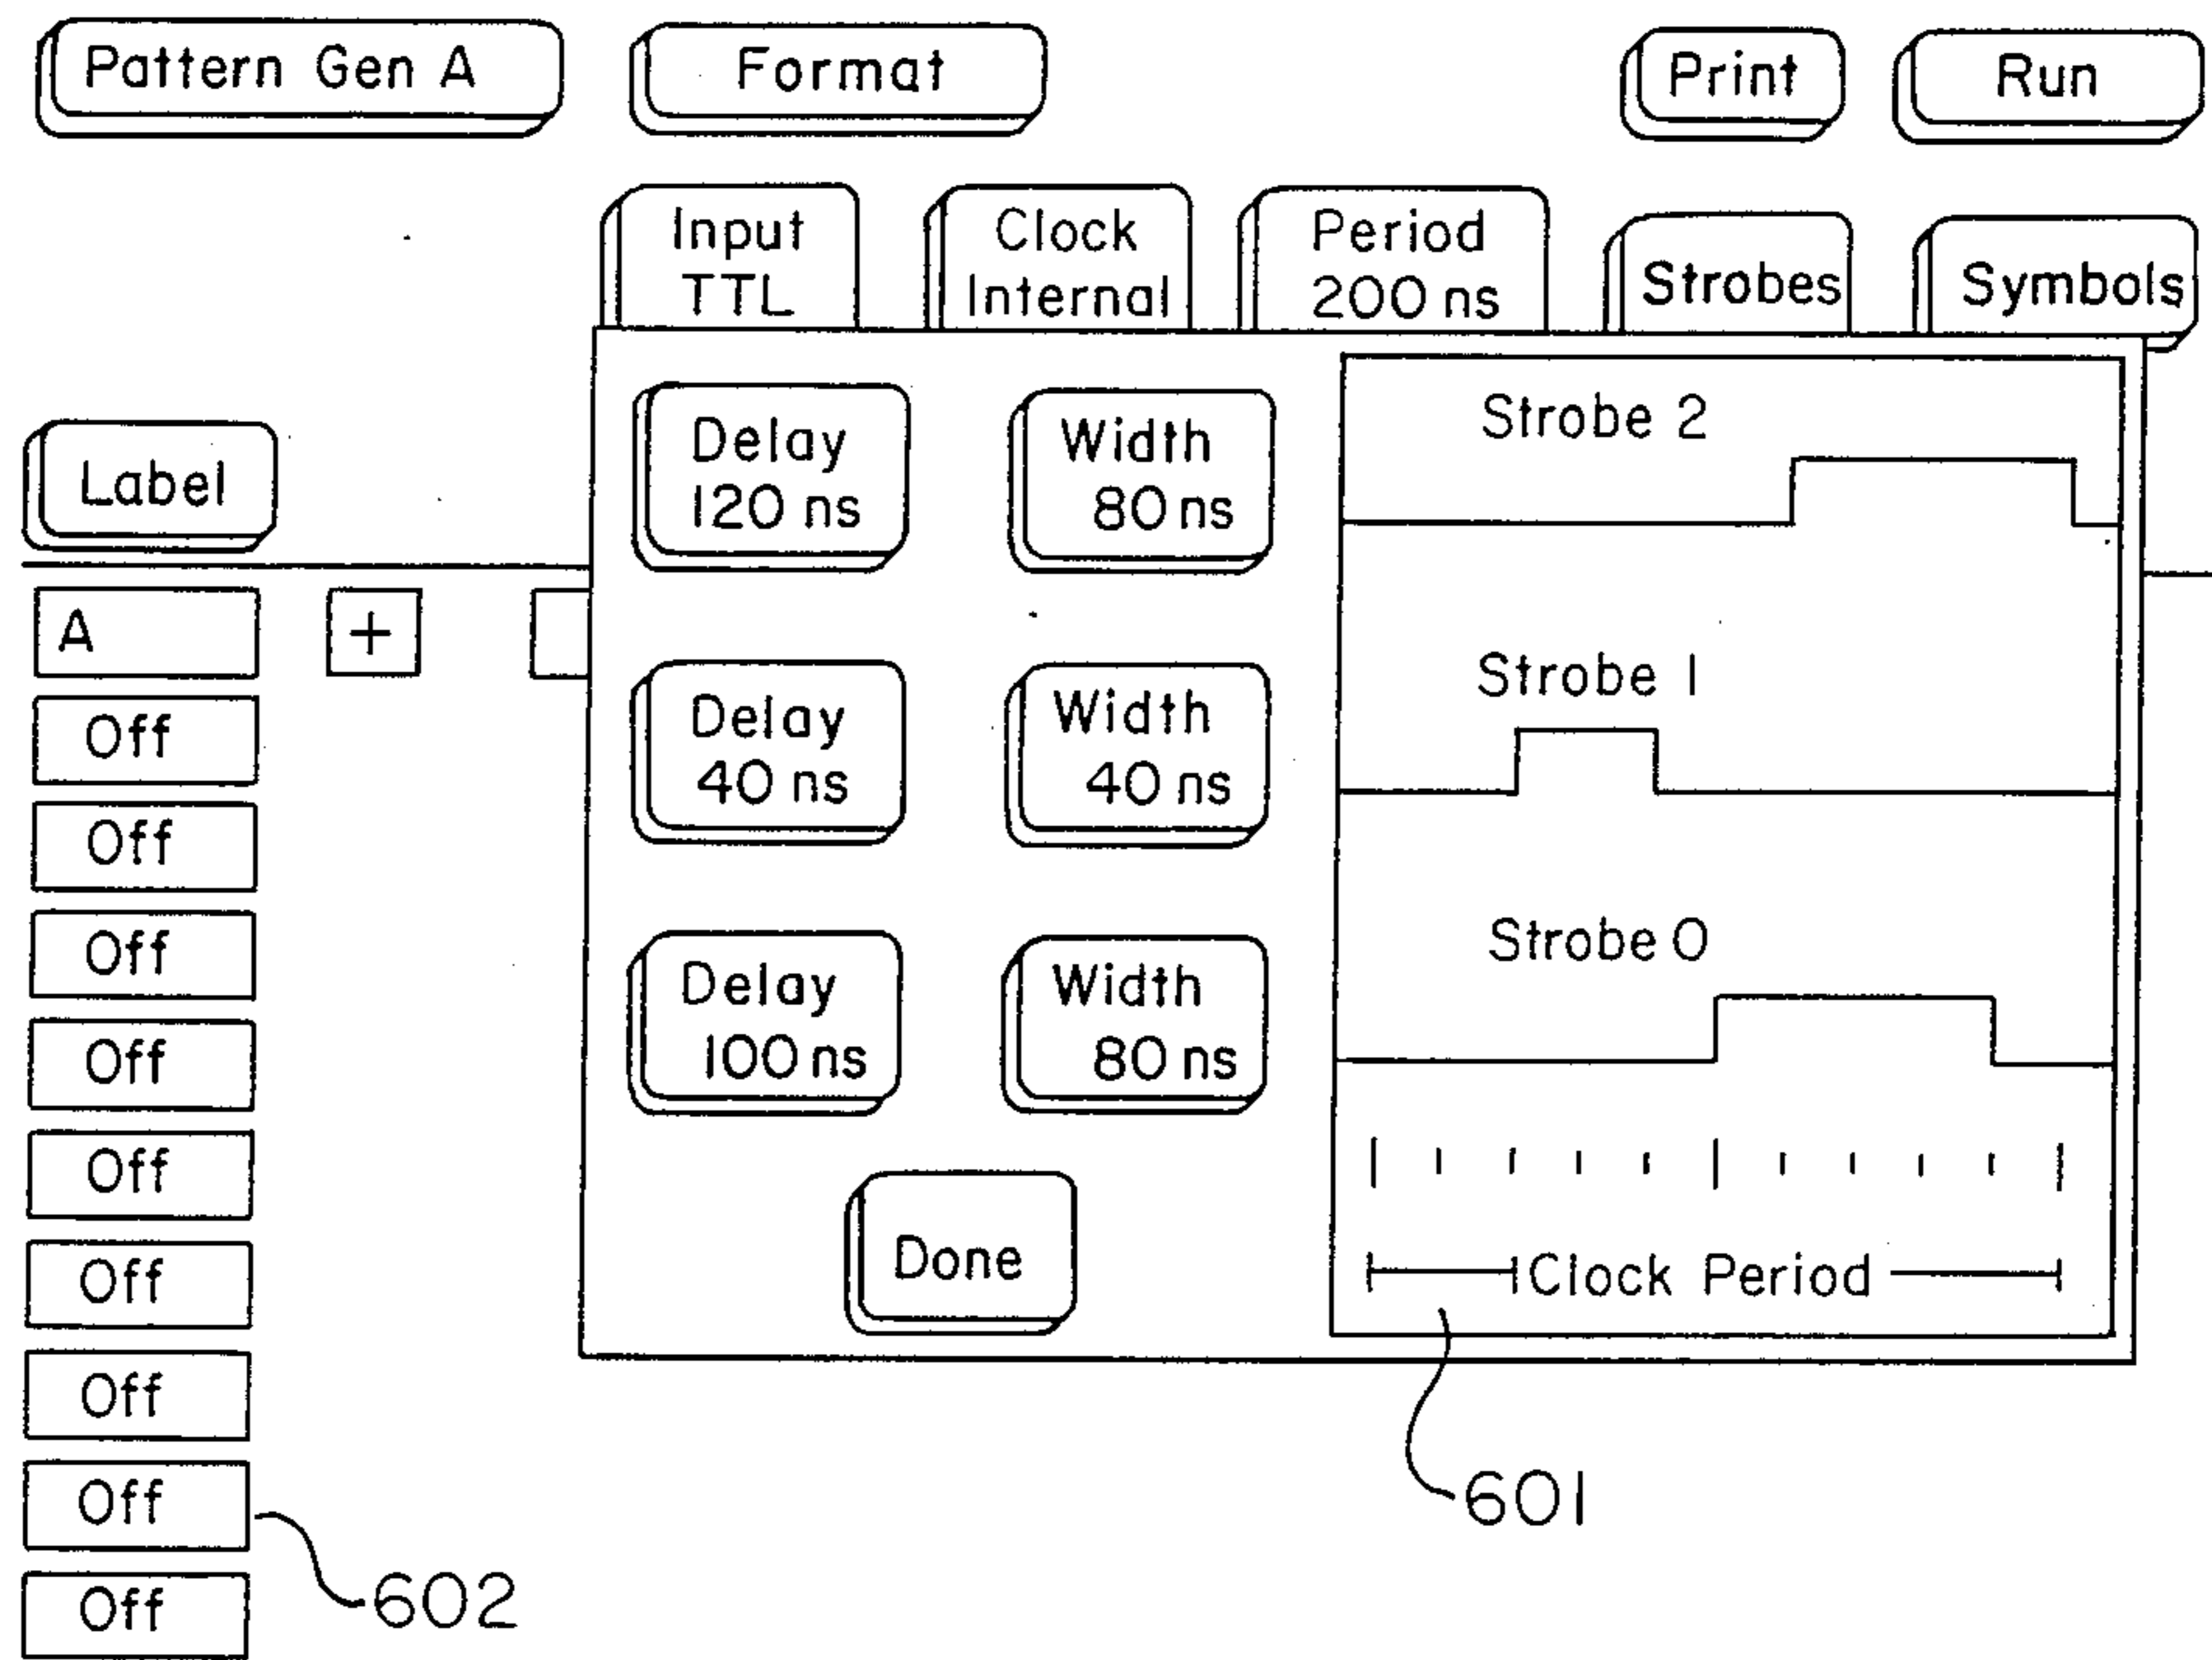 Pattern Gen A
Format
Print
Run
Input
TTL
Clock
Internal
Period
200 ns
Strobes
Symbols
Label
A
+
Off
Off
Off
Off
Off
Off
Off
Off
Off
Delay
120 ns
Width
80 ns
Strobe 2
Delay
40 ns
Width
40 ns
Strobe 1
Delay
100 ns
Width
80 ns
Strobe 0
Done
Clock Period
601
602